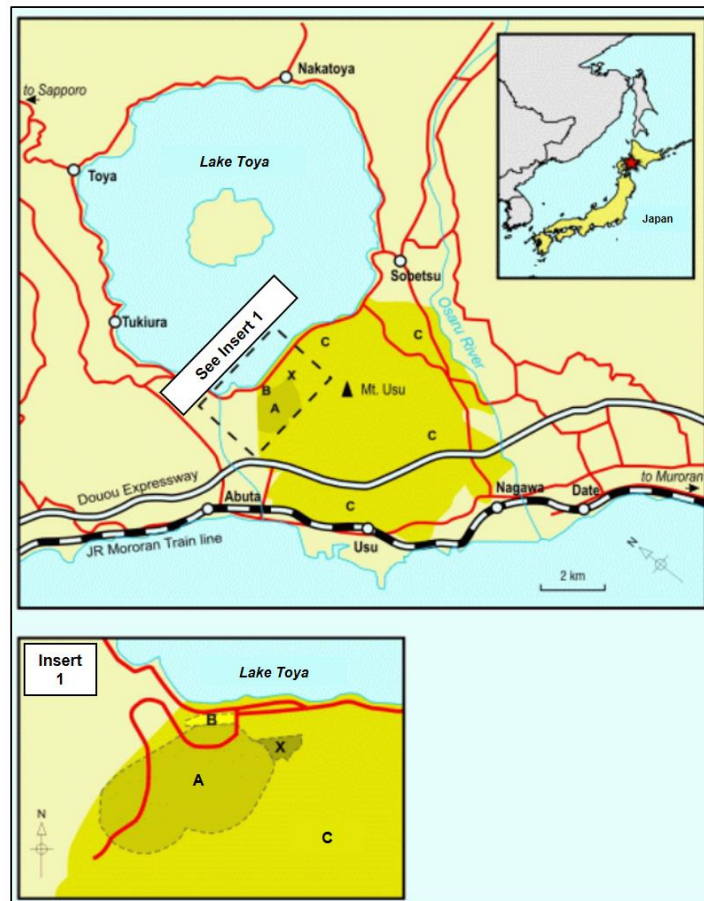 Nakatoya
to Sapporo
Lake Toya
Toya
Japan
Sobetsu
Osaru River
Tukiura
See Insert 1
C
C
X
B
A
Mt. Usu
C
Douou Expressway
Nagawa
Date
to Muroran
Abuta
C
JR Mororan Train line
Usu
N
2 km
Insert
1
Lake Toya
B
X
A
N
C